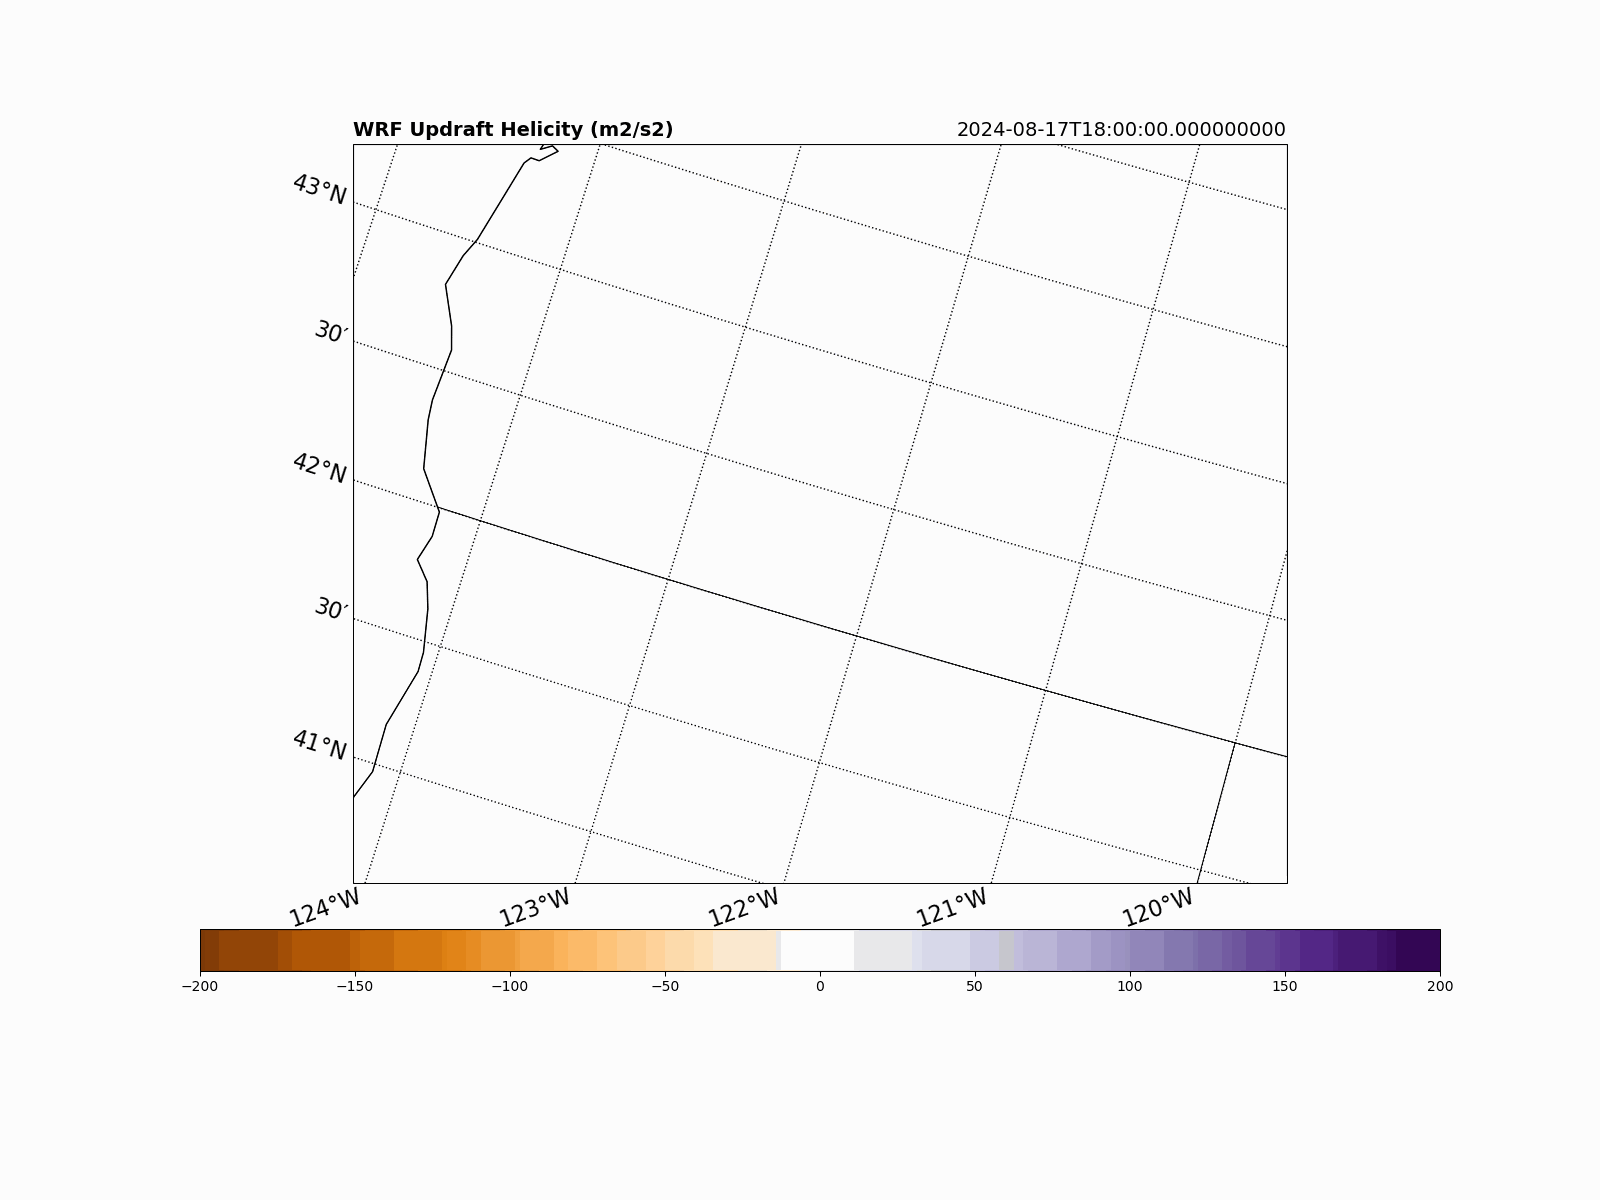 WRF Updraft Helicity (m2/s2)
2024-08-17T18:00:00.000000000
43°N
30′
42°N
30′
41°N
124°W
123°W
122°W
121°W
120°W
−200
−150
−100
−50
0
50
100
150
200